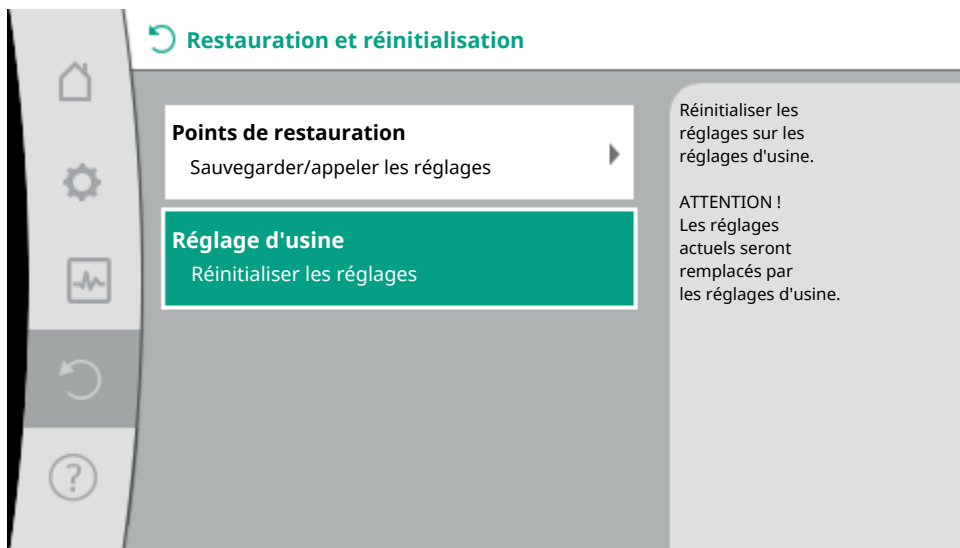 Restauration et réinitialisation
Points de restauration
Sauvegarder/appeler les réglages
Réglage d'usine
Réinitialiser les réglages
Réinitialiser les
réglages sur les
réglages d'usine.
ATTENTION !
Les réglages
actuels seront
remplacés par
les réglages d'usine.
?